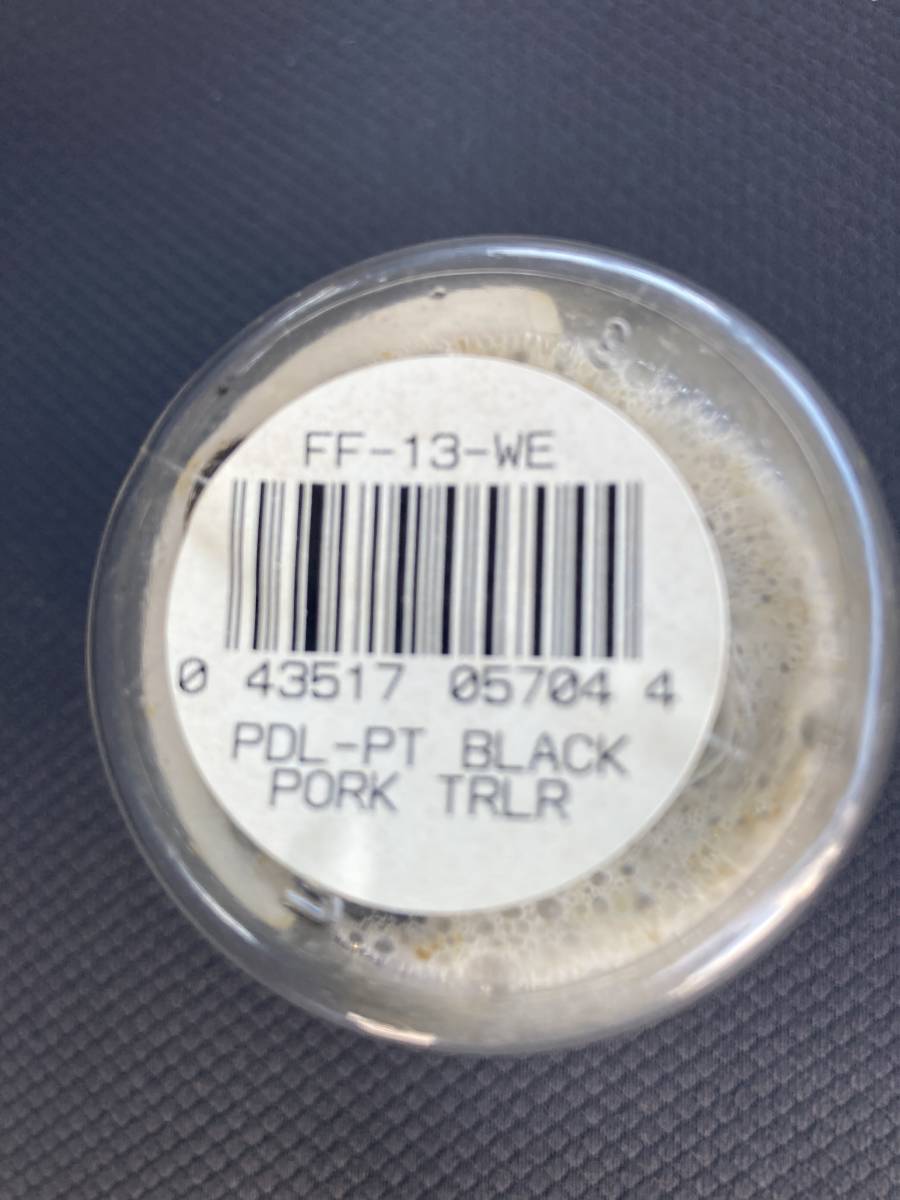 FF-13-WE
0 43517 05704 4
PDL-PT BLACK
PORK TRLR